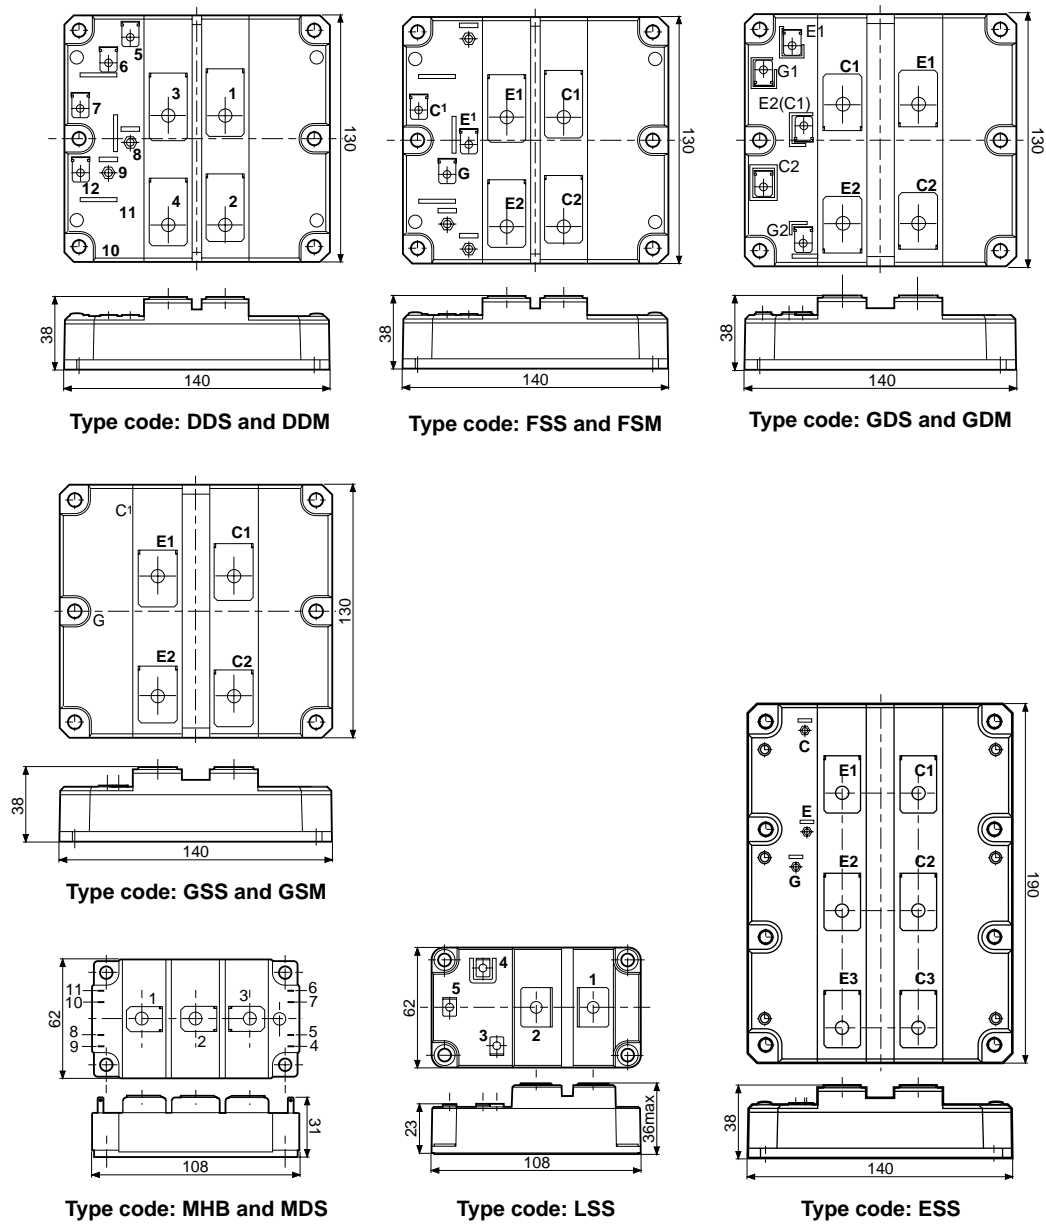 5
6
3
1
7
8
9
12
11
4
2
10
130
38
140
Type code: DDS and DDM
E1
C1
C1
E1
G
E2
C2
130
38
140
Type code: FSS and FSM
E1
G1
C1
E1
E2(C1)
C2
E2
C2
G2
130
38
140
Type code: GDS and GDM
C1
E1
C1
G
E2
C2
130
38
140
Type code: GSS and GSM
C
E1
C1
E
E2
C2
G
E3
C3
190
38
140
Type code: ESS
11
10
8
9
1
2
3
6
7
5
4
62
31
108
Type code: MHB and MDS
4
5
1
3
2
62
23
36max
108
Type code: LSS